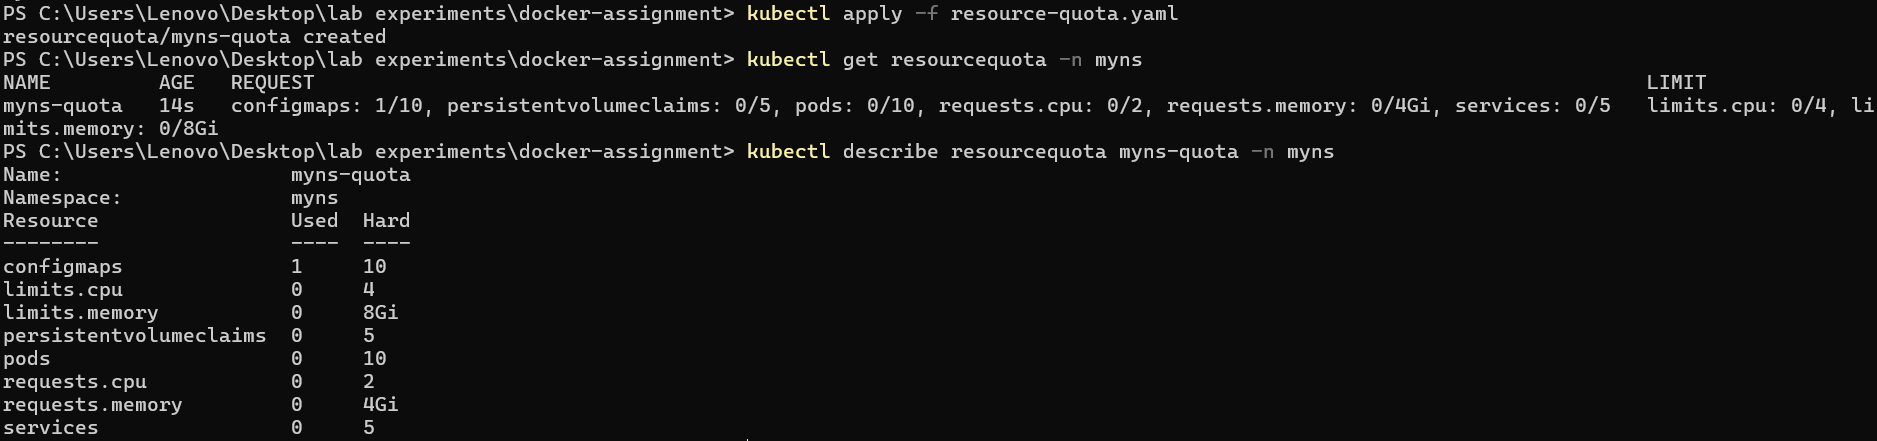 PS C:\Users\Lenovo\Desktop\lab experiments\docker-assignment> kubectl apply -f resource-quota.yaml
resourcequota/myns-quota created
PS C:\Users\Lenovo\Desktop\lab experiments\docker-assignment> kubectl get resourcequota -n myns
NAME         AGE   REQUEST                                                                                                               LIMIT
myns-quota   14s   configmaps: 1/10, persistentvolumeclaims: 0/5, pods: 0/10, requests.cpu: 0/2, requests.memory: 0/4Gi, services: 0/5   limits.cpu: 0/4, li
mits.memory: 0/8Gi
PS C:\Users\Lenovo\Desktop\lab experiments\docker-assignment> kubectl describe resourcequota myns-quota -n myns
Name:                   myns-quota
Namespace:              myns
Resource                Used  Hard
--------                ----  ----
configmaps              1     10
limits.cpu              0     4
limits.memory           0     8Gi
persistentvolumeclaims  0     5
pods                    0     10
requests.cpu            0     2
requests.memory         0     4Gi
services                0     5